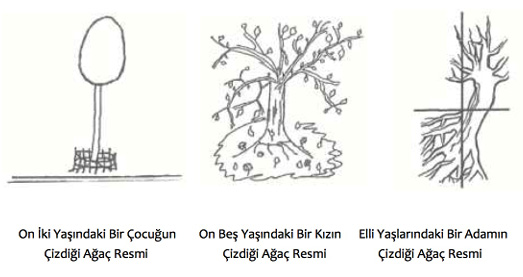 On İki Yaşındaki Bir Çocuğun
Çizdiği Ağaç Resmi
On Beş Yaşındaki Bir Kızın
Çizdiği Ağaç Resmi
Elli Yaşlarındaki Bir Adamın
Çizdiği Ağaç Resmi